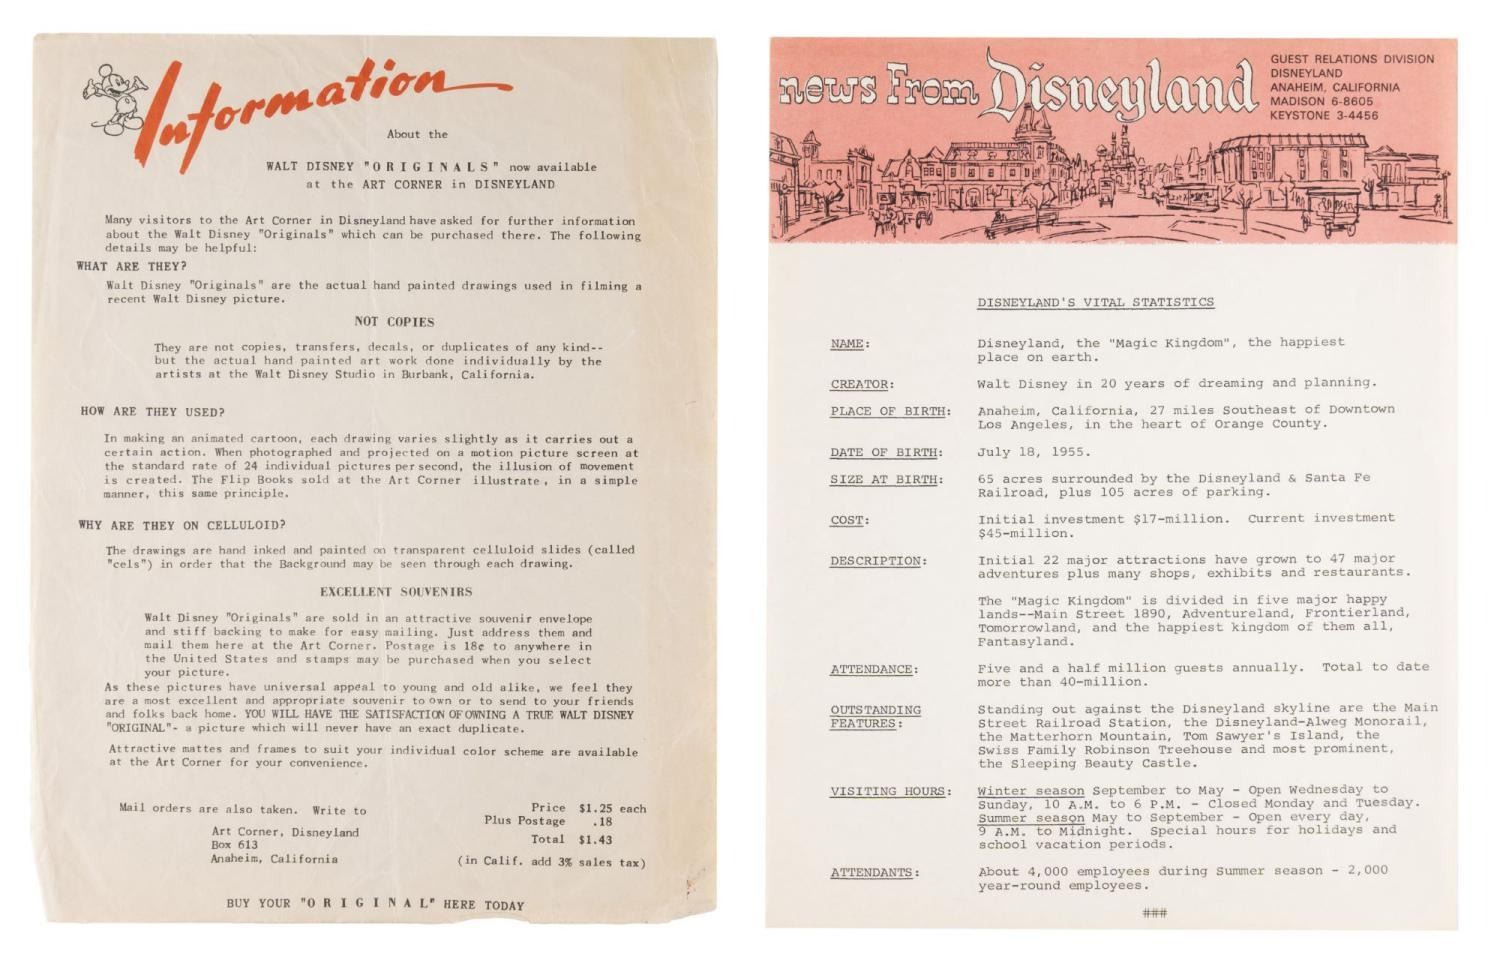 Information
About the
WALT DISNEY "O R I G I N A L S" now available
at the ART CORNER in DISNEYLAND
Many visitors to the Art Corner in Disneyland have asked for further information
about the Walt Disney "Originals" which can be purchased there. The following
details may be helpful:
WHAT ARE THEY?
Walt Disney "Originals" are the actual hand painted drawings used in filming a
recent Walt Disney picture.
NOT COPIES
They are not copies, transfers, decals, or duplicates of any kind--
but the actual hand painted art work done individually by the
artists at the Walt Disney Studio in Burbank, California.
HOW ARE THEY USED?
In making an animated cartoon, each drawing varies slightly as it carries out a
certain action. When photographed and projected on a motion picture screen at
the standard rate of 24 individual pictures per second, the illusion of movement
is created. The Flip Books sold at the Art Corner illustrate, in a simple
manner, this same principle.
WHY ARE THEY ON CELLULOID?
The drawings are hand inked and painted on transparent celluloid slides (called
"cels") in order that the Background may be seen through each drawing.
EXCELLENT SOUVENIRS
Walt Disney "Originals" are sold in an attractive souvenir envelope
and stiff backing to make for easy mailing. Just address them and
mail them here at the Art Corner. Postage is 18¢ to anywhere in
the United States and stamps may be purchased when you select
your picture.
As these pictures have universal appeal to young and old alike, we feel they
are a most excellent and appropriate souvenir to own or to send to your friends
and folks back home. YOU WILL HAVE THE SATISFACTION OF OWNING A TRUE WALT DISNEY
"ORIGINAL"- a picture which will never have an exact duplicate.
Attractive mattes and frames to suit your individual color scheme are available
at the Art Corner for your convenience.
Mail orders are also taken. Write to
Art Corner, Disneyland
Box 613
Anaheim, California
Price $1.25 each
Plus Postage .18
Total $1.43
(in Calif. add 3% sales tax)
BUY YOUR "O R I G I N A L" HERE TODAY
news From Disneyland
GUEST RELATIONS DIVISION
DISNEYLAND
ANAHEIM, CALIFORNIA
MADISON 6-8605
KEYSTONE 3-4456
DISNEYLAND'S VITAL STATISTICS
NAME: Disneyland, the "Magic Kingdom", the happiest
place on earth.
CREATOR: Walt Disney in 20 years of dreaming and planning.
PLACE OF BIRTH: Anaheim, California, 27 miles Southeast of Downtown
Los Angeles, in the heart of Orange County.
DATE OF BIRTH: July 18, 1955.
SIZE AT BIRTH: 65 acres surrounded by the Disneyland & Santa Fe
Railroad, plus 105 acres of parking.
COST: Initial investment $17-million. Current investment
$45-million.
DESCRIPTION: Initial 22 major attractions have grown to 47 major
adventures plus many shops, exhibits and restaurants.
The "Magic Kingdom" is divided in five major happy
lands--Main Street 1890, Adventureland, Frontierland,
Tomorrowland, and the happiest kingdom of them all,
Fantasyland.
ATTENDANCE: Five and a half million guests annually. Total to date
more than 40-million.
OUTSTANDING Standing out against the Disneyland skyline are the Main
FEATURES: Street Railroad Station, the Disneyland-Alweg Monorail,
the Matterhorn Mountain, Tom Sawyer's Island, the
Swiss Family Robinson Treehouse and most prominent,
the Sleeping Beauty Castle.
VISITING HOURS: Winter season September to May - Open Wednesday to
Sunday, 10 A.M. to 6 P.M. - Closed Monday and Tuesday.
Summer season May to September - Open every day,
9 A.M. to Midnight. Special hours for holidays and
school vacation periods.
ATTENDANTS: About 4,000 employees during Summer season - 2,000
year-round employees.
###